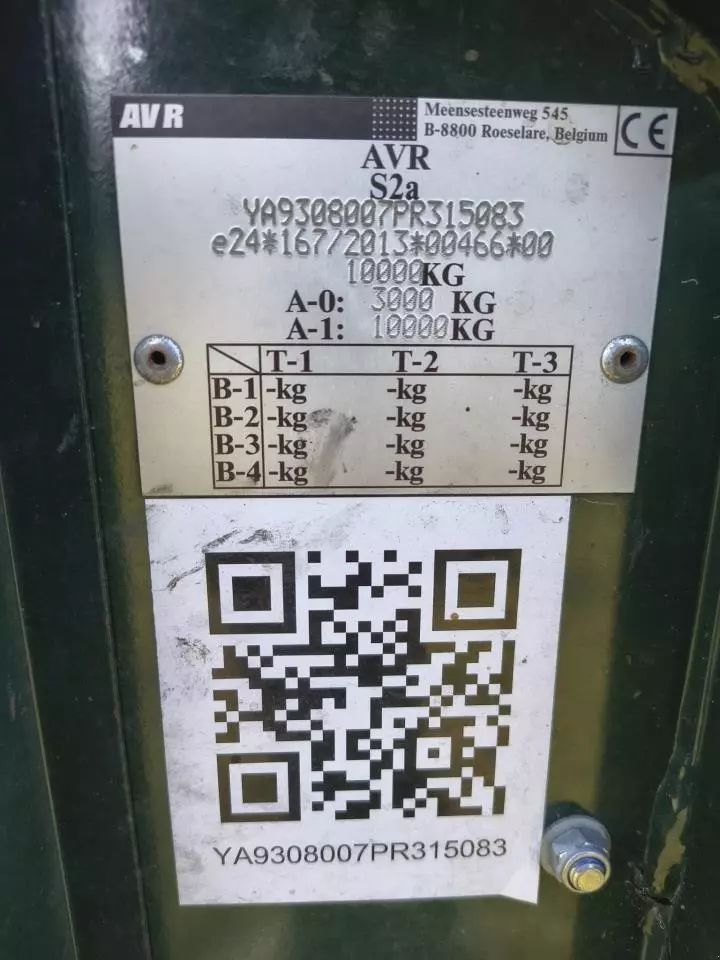 AVR
Meensesteenweg 545
B-8800 Roeselare, Belgium
CE
AVR
S2a
YA9308007PR315083
e24*167/2013*00466*00
10000KG
A-0: 3000 KG
A-1: 10000KG
T-1 T-2 T-3
B-1 -kg -kg -kg
B-2 -kg -kg -kg
B-3 -kg -kg -kg
B-4 -kg -kg -kg
YA9308007PR315083